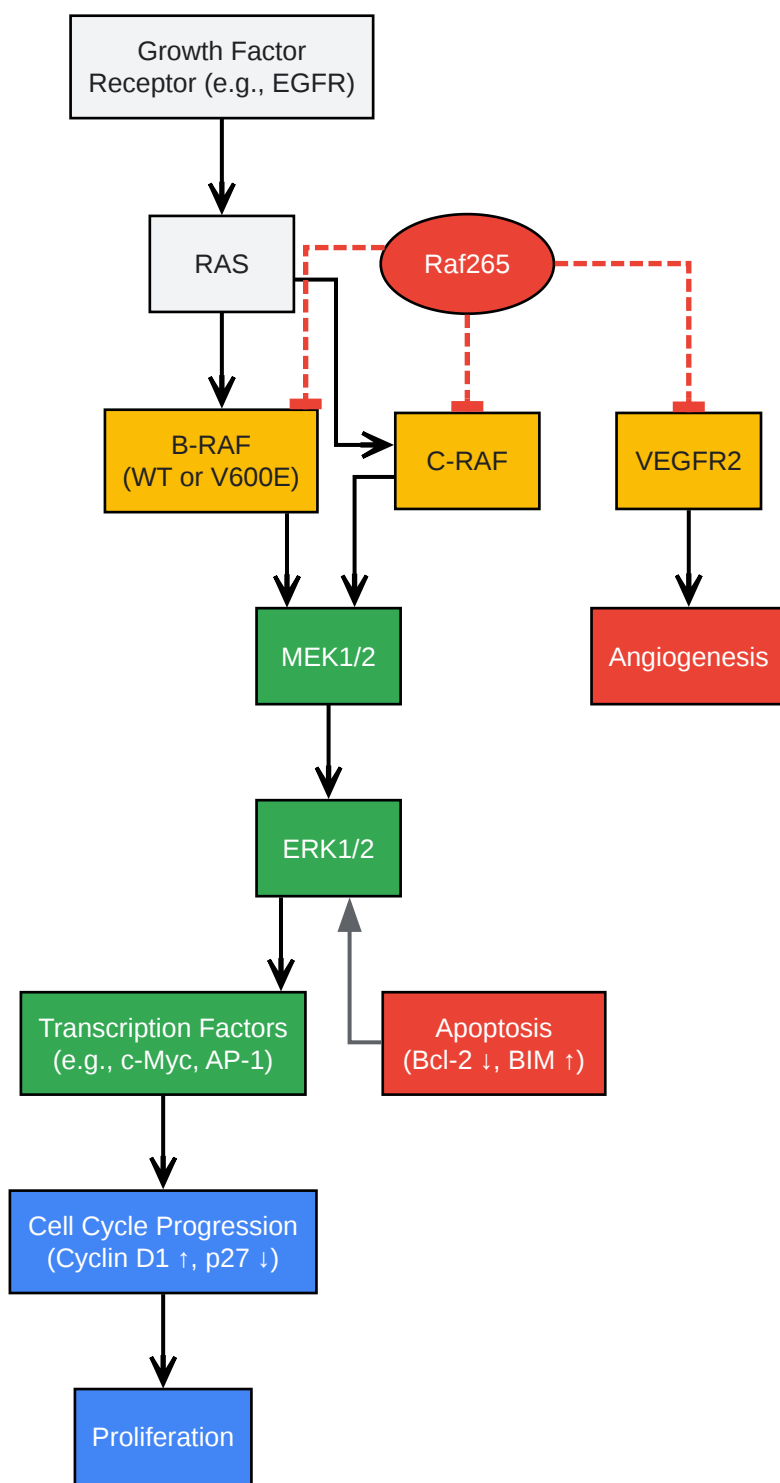 Growth Factor
Receptor (e.g., EGFR)
RAS
Raf265
B-RAF
(WT or V600E)
C-RAF
VEGFR2
MEK1/2
Angiogenesis
ERK1/2
Transcription Factors
(e.g., c-Myc, AP-1)
Apoptosis
(Bcl-2 ↓, BIM ↑)
Cell Cycle Progression
(Cyclin D1 ↑, p27 ↓)
Proliferation